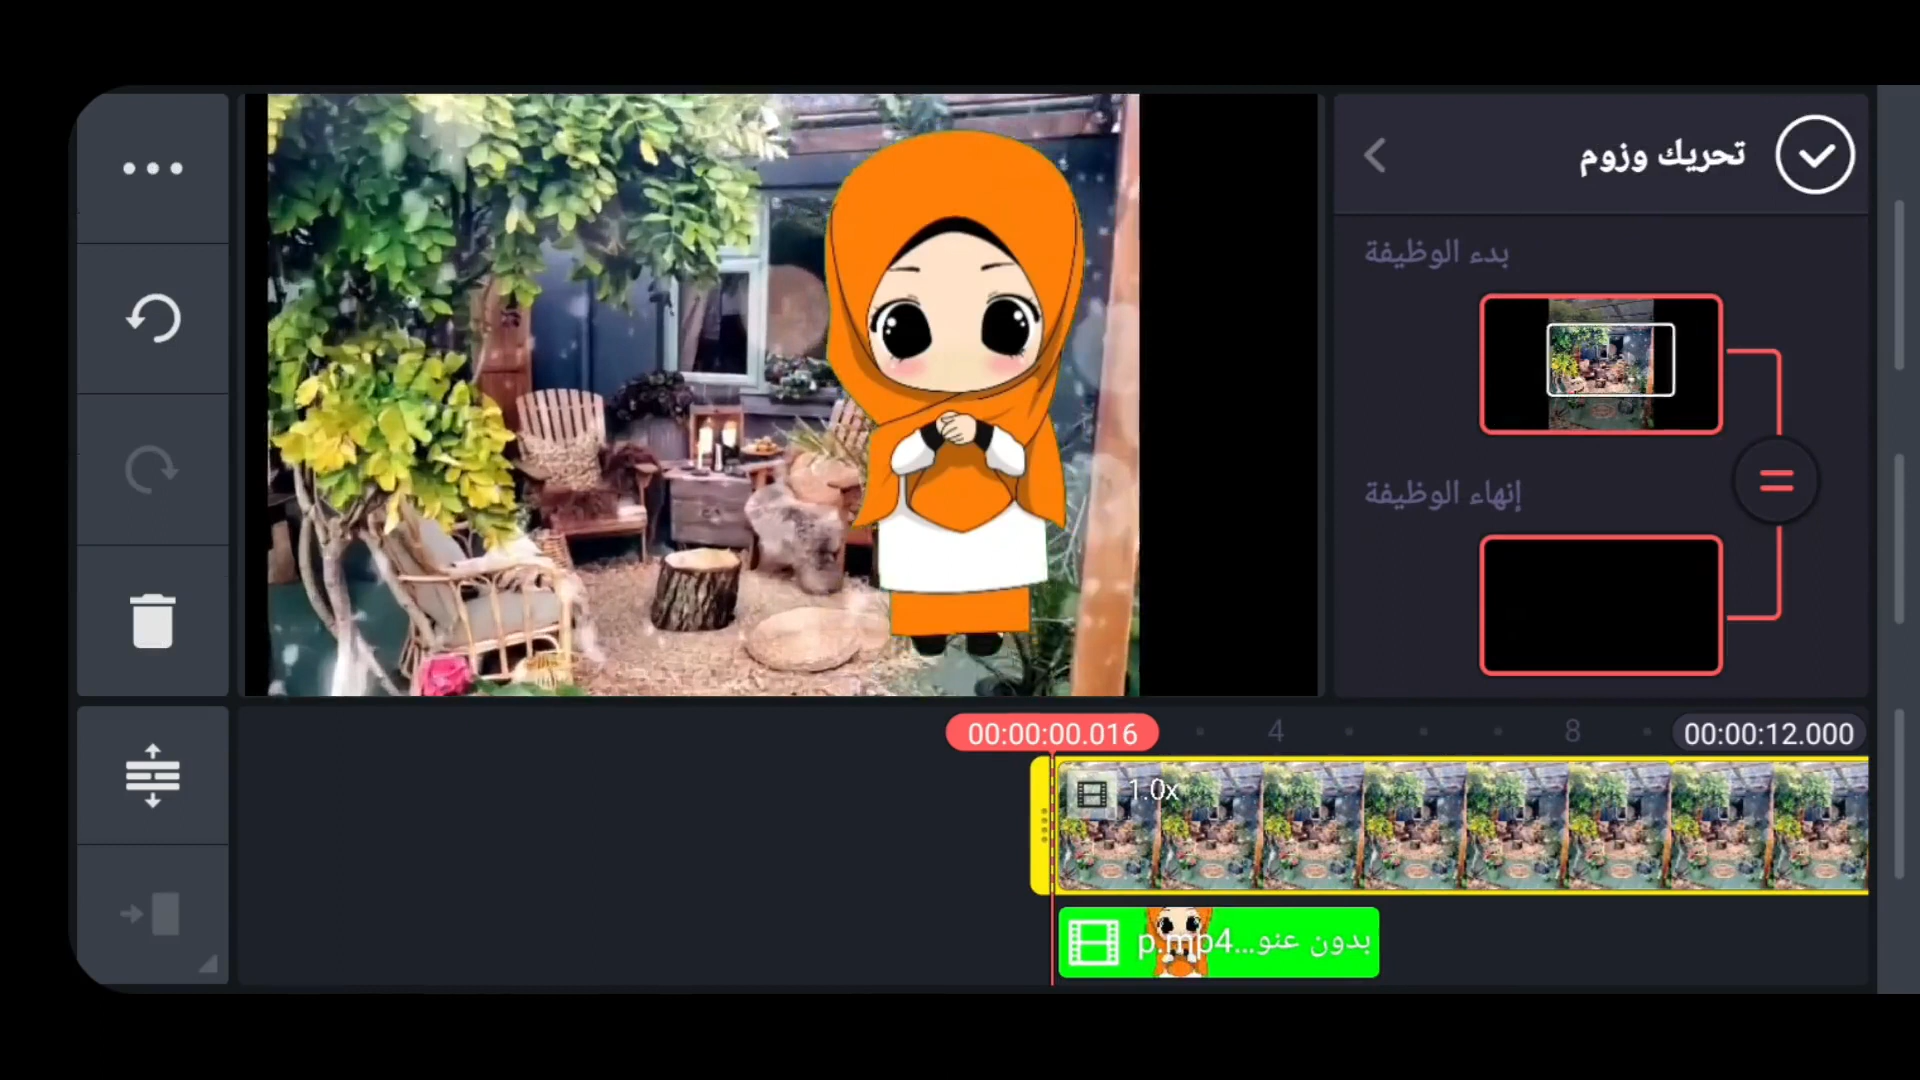 تحريك وزوم
بدء الوظيفة
إنهاء الوظيفة
00:00:00.016
4
8
00:00:12.000
1.0x
بدون عنو...p.mp4